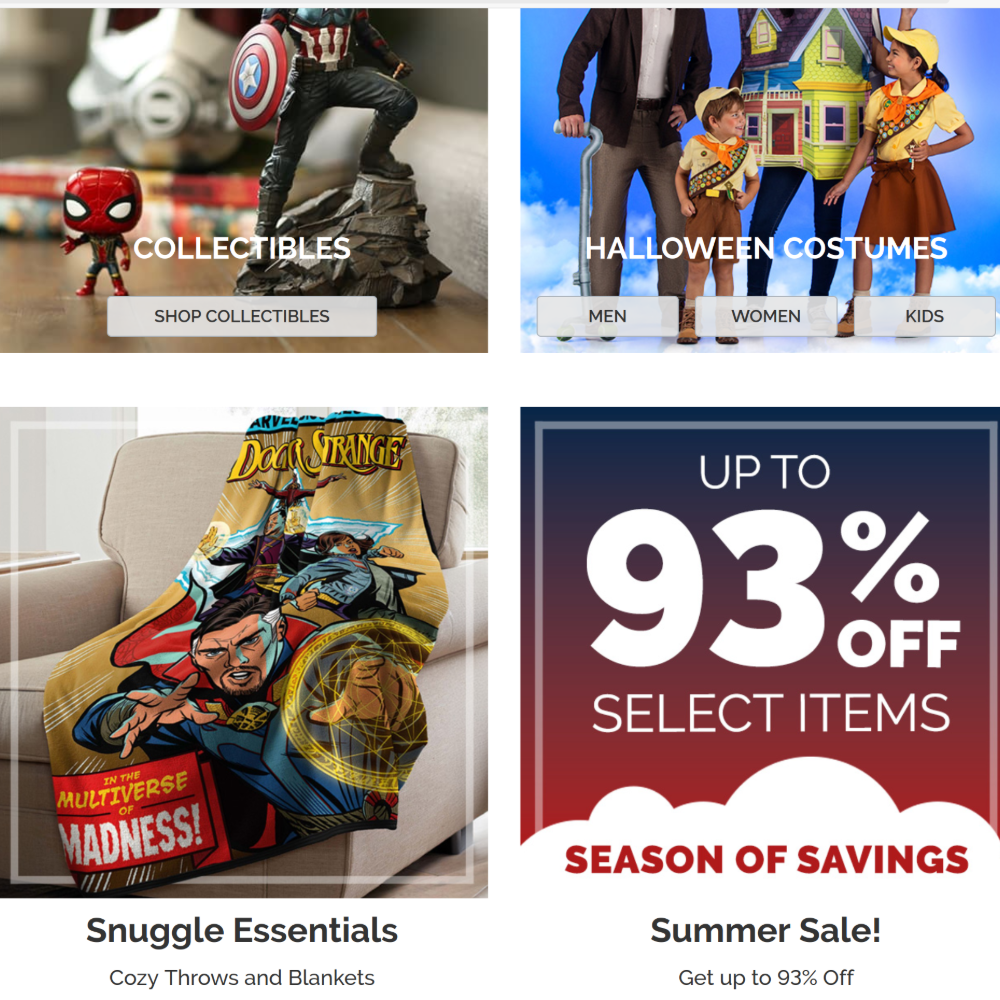 COLLECTIBLES
SHOP COLLECTIBLES
HALLOWEEN COSTUMES
MEN
WOMEN
KIDS
STRANGE
IN THE
MULTIVERSE
OF
MADNESS!
UP TO
93%
OFF
SELECT ITEMS
SEASON OF SAVINGS
Snuggle Essentials
Cozy Throws and Blankets
Summer Sale!
Get up to 93% Off